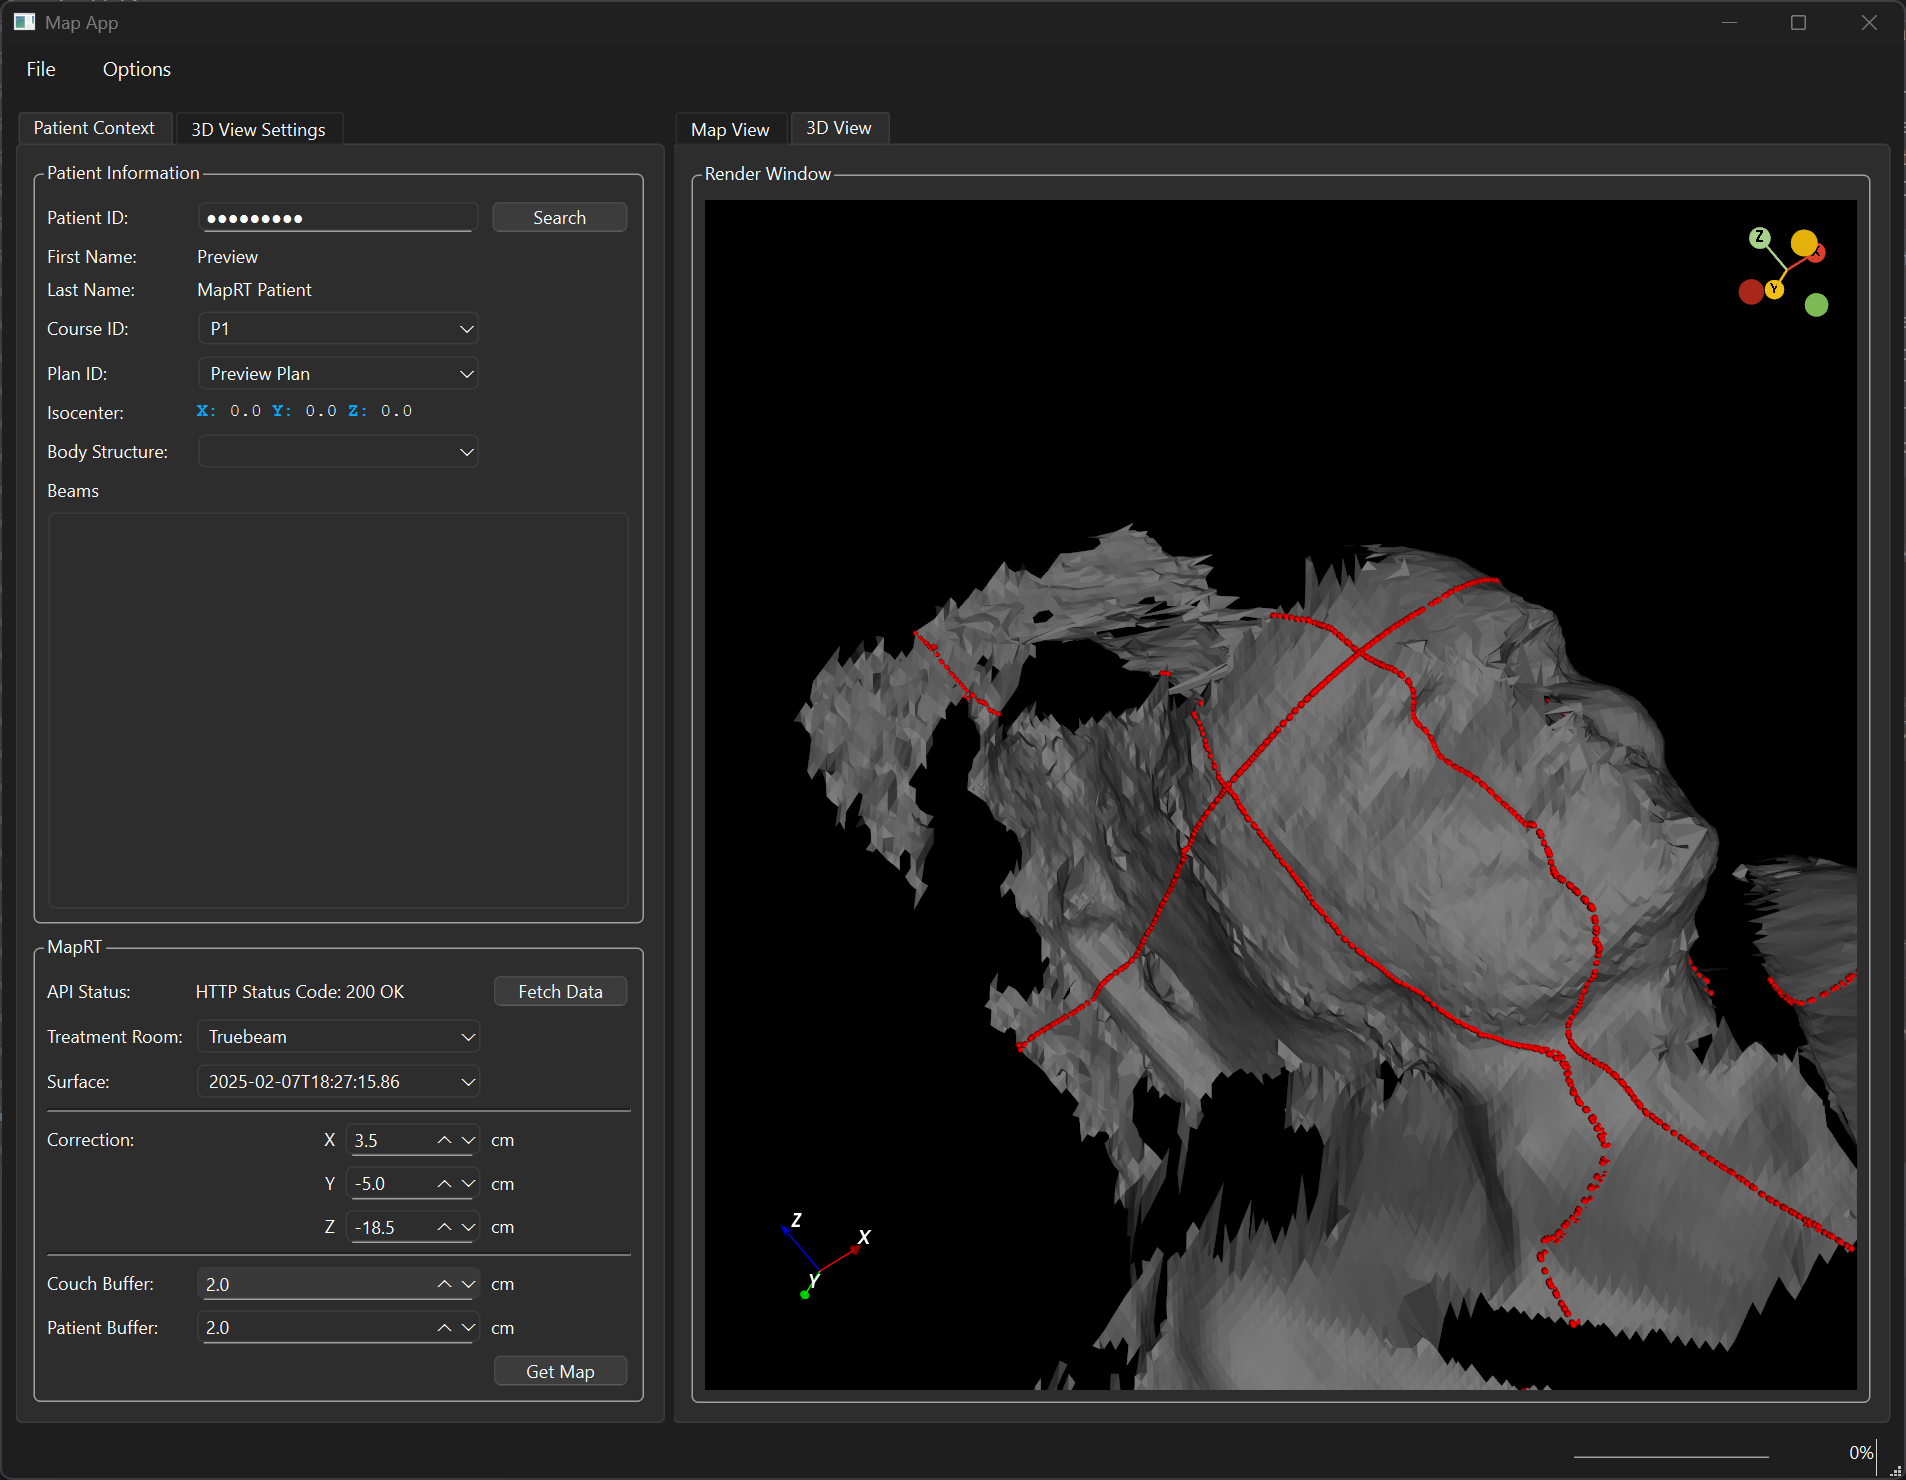 Map App
File Options
Patient Context 3D View Settings
Map View 3D View
Patient Information
Patient ID: ●●●●●●●●● Search
First Name: Preview
Last Name: MapRT Patient
Course ID: P1
Plan ID: Preview Plan
Isocenter: X: 0.0 Y: 0.0 Z: 0.0
Body Structure:
Beams
MapRT
API Status: HTTP Status Code: 200 OK Fetch Data
Treatment Room: Truebeam
Surface: 2025-02-07T18:27:15.86
Correction: X 3.5 cm
Y -5.0 cm
Z -18.5 cm
Couch Buffer: 2.0 cm
Patient Buffer: 2.0 cm
Get Map
Render Window
Z
X
Y
Z
X
Y
0%